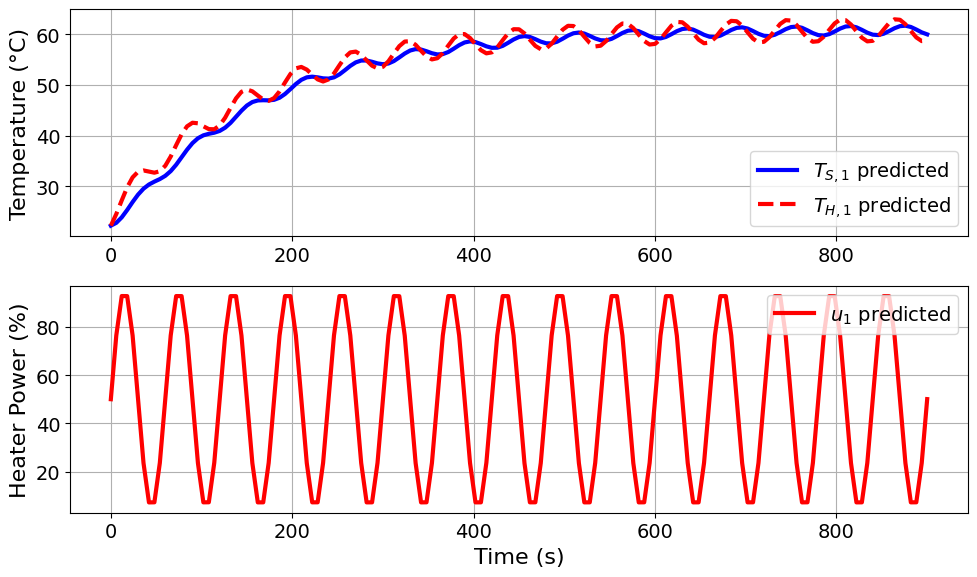 Temperature (°C)
60
50
40
30
T_{S,1} predicted
T_{H,1} predicted
0 200 400 600 800
Heater Power (%)
80
60
40
20
u_1 predicted
0 200 400 600 800
Time (s)